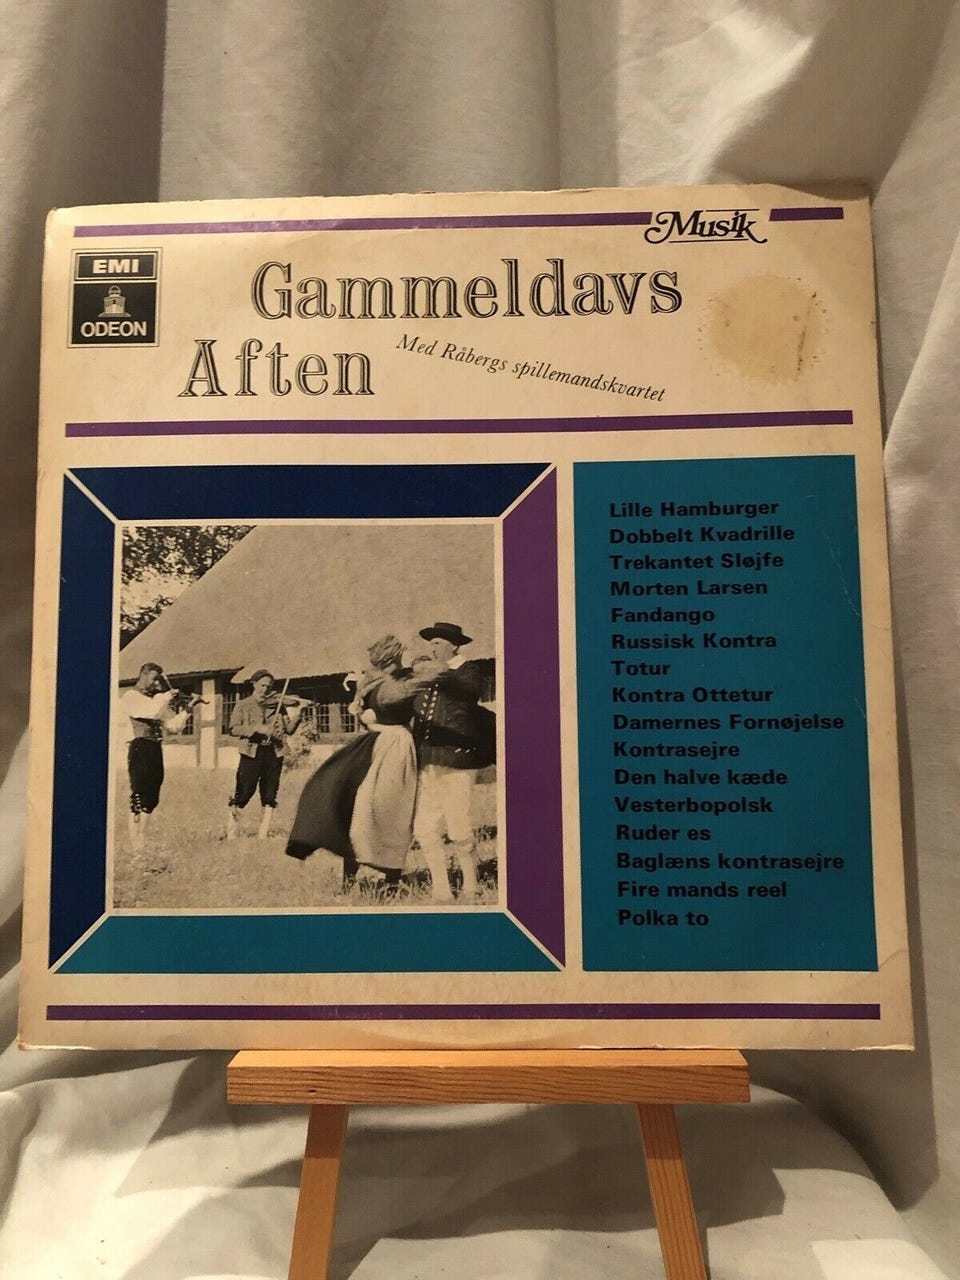 Musik
EMI
ODEON
Gammeldavs
Aften
Med Råbergs spillemandskvartet
Lille Hamburger
Dobbelt Kvadrille
Trekantet Sløjfe
Morten Larsen
Fandango
Russisk Kontra
Totur
Kontra Ottetur
Damernes Fornøjelse
Kontrasejre
Den halve kæde
Vesterbopolsk
Ruder es
Baglæns kontrasejre
Fire mands reel
Polka to